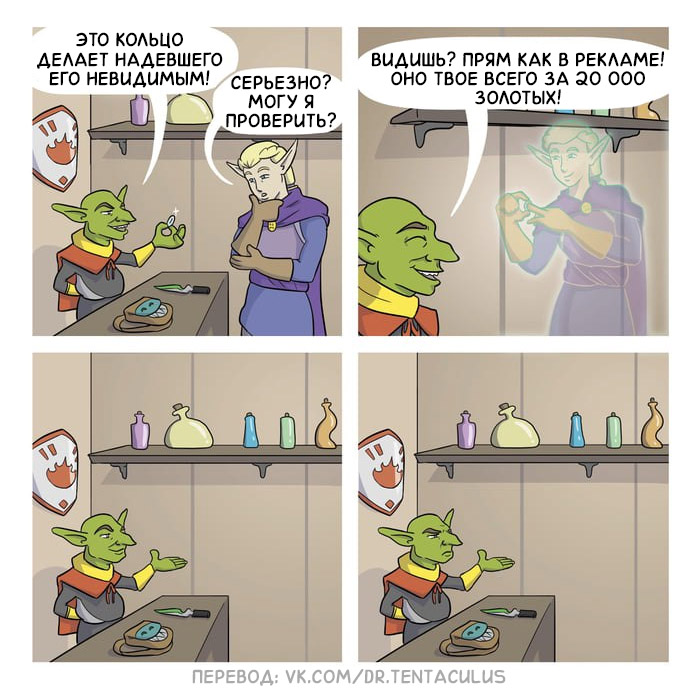 ЭТО КОЛЬЦО
ДЕЛАЕТ НАДЕВШЕГО
ЕГО НЕВИДИМЫМ!
СЕРЬЕЗНО?
МОГУ Я
ПРОВЕРИТЬ?
ВИДИШЬ? ПРЯМ КАК В РЕКЛАМЕ!
ОНО ТВОЕ ВСЕГО ЗА 20 000
ЗОЛОТЫХ!
ПЕРЕВОД: VK.COM/DR.TENTACULUS